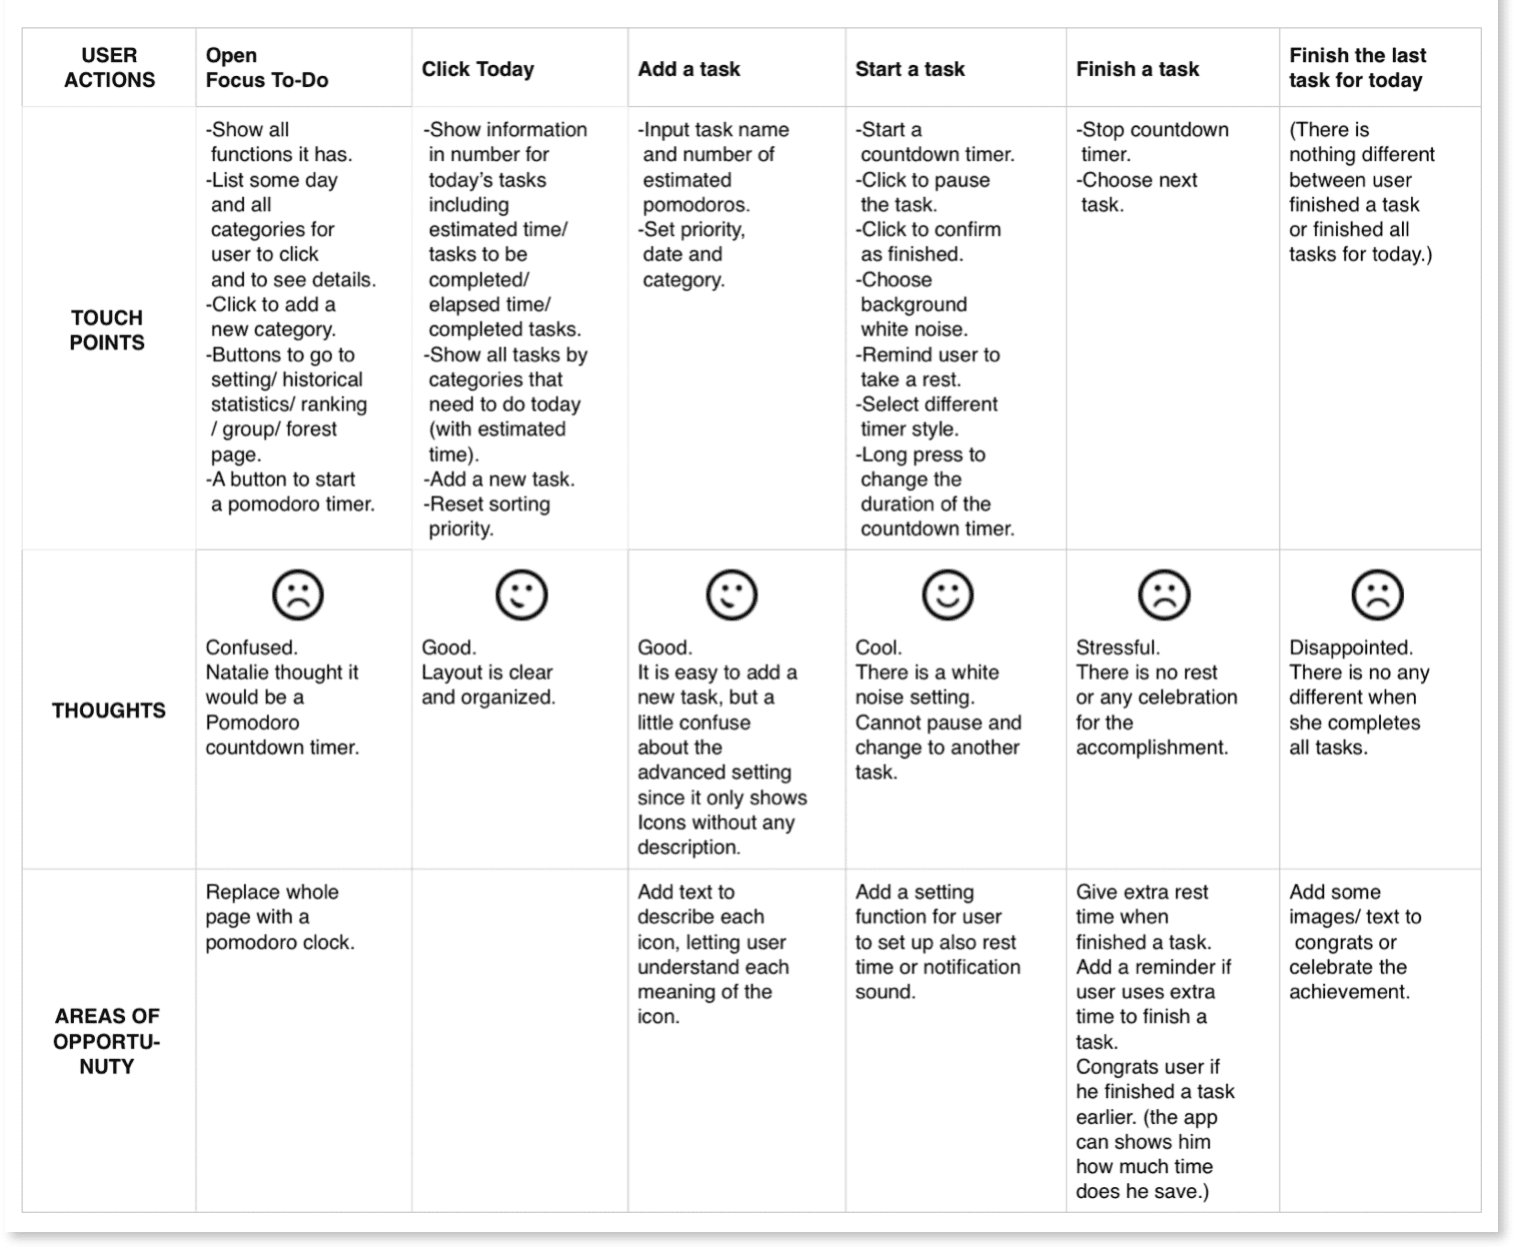 USER
ACTIONS
Open
Focus To-Do
Click Today
Add a task
Start a task
Finish a task
Finish the last
task for today
TOUCH
POINTS
-Show all
functions it has.
-List some day
and all
categories for
user to click
and to see details.
-Click to add a
new category.
-Buttons to go to
setting/ historical
statistics/ ranking
/ group/ forest
page.
-A button to start
a pomodoro timer.
-Show information
in number for
today's tasks
including
estimated time/
tasks to be
completed/
elapsed time/
completed tasks.
-Show all tasks by
categories that
need to do today
(with estimated
time).
-Add a new task.
-Reset sorting
priority.
-Input task name
and number of
estimated
pomodoros.
-Set priority,
date and
category.
-Start a
countdown timer.
-Click to pause
the task.
-Click to confirm
as finished.
-Choose
background
white noise.
-Remind user to
take a rest.
-Select different
timer style.
-Long press to
change the
duration of the
countdown timer.
-Stop countdown
timer.
-Choose next
task.
(There is
nothing different
between user
finished a task
or finished all
tasks for today.)
THOUGHTS
Confused.
Natalie thought it
would be a
Pomodoro
countdown timer.
Good.
Layout is clear
and organized.
Good.
It is easy to add a
new task, but a
little confuse
about the
advanced setting
since it only shows
Icons without any
description.
Cool.
There is a white
noise setting.
Cannot pause and
change to another
task.
Stressful.
There is no rest
or any celebration
for the
accomplishment.
Disappointed.
There is no any
different when
she completes
all tasks.
AREAS OF
OPPORTU-
NUTY
Replace whole
page with a
pomodoro clock.
Add text to
describe each
icon, letting user
understand each
meaning of the
icon.
Add a setting
function for user
to set up also rest
time or notification
sound.
Give extra rest
time when
finished a task.
Add a reminder if
user uses extra
time to finish a
task.
Congrats user if
he finished a task
earlier. (the app
can shows him
how much time
does he save.)
Add some
images/ text to
congrats or
celebrate the
achievement.